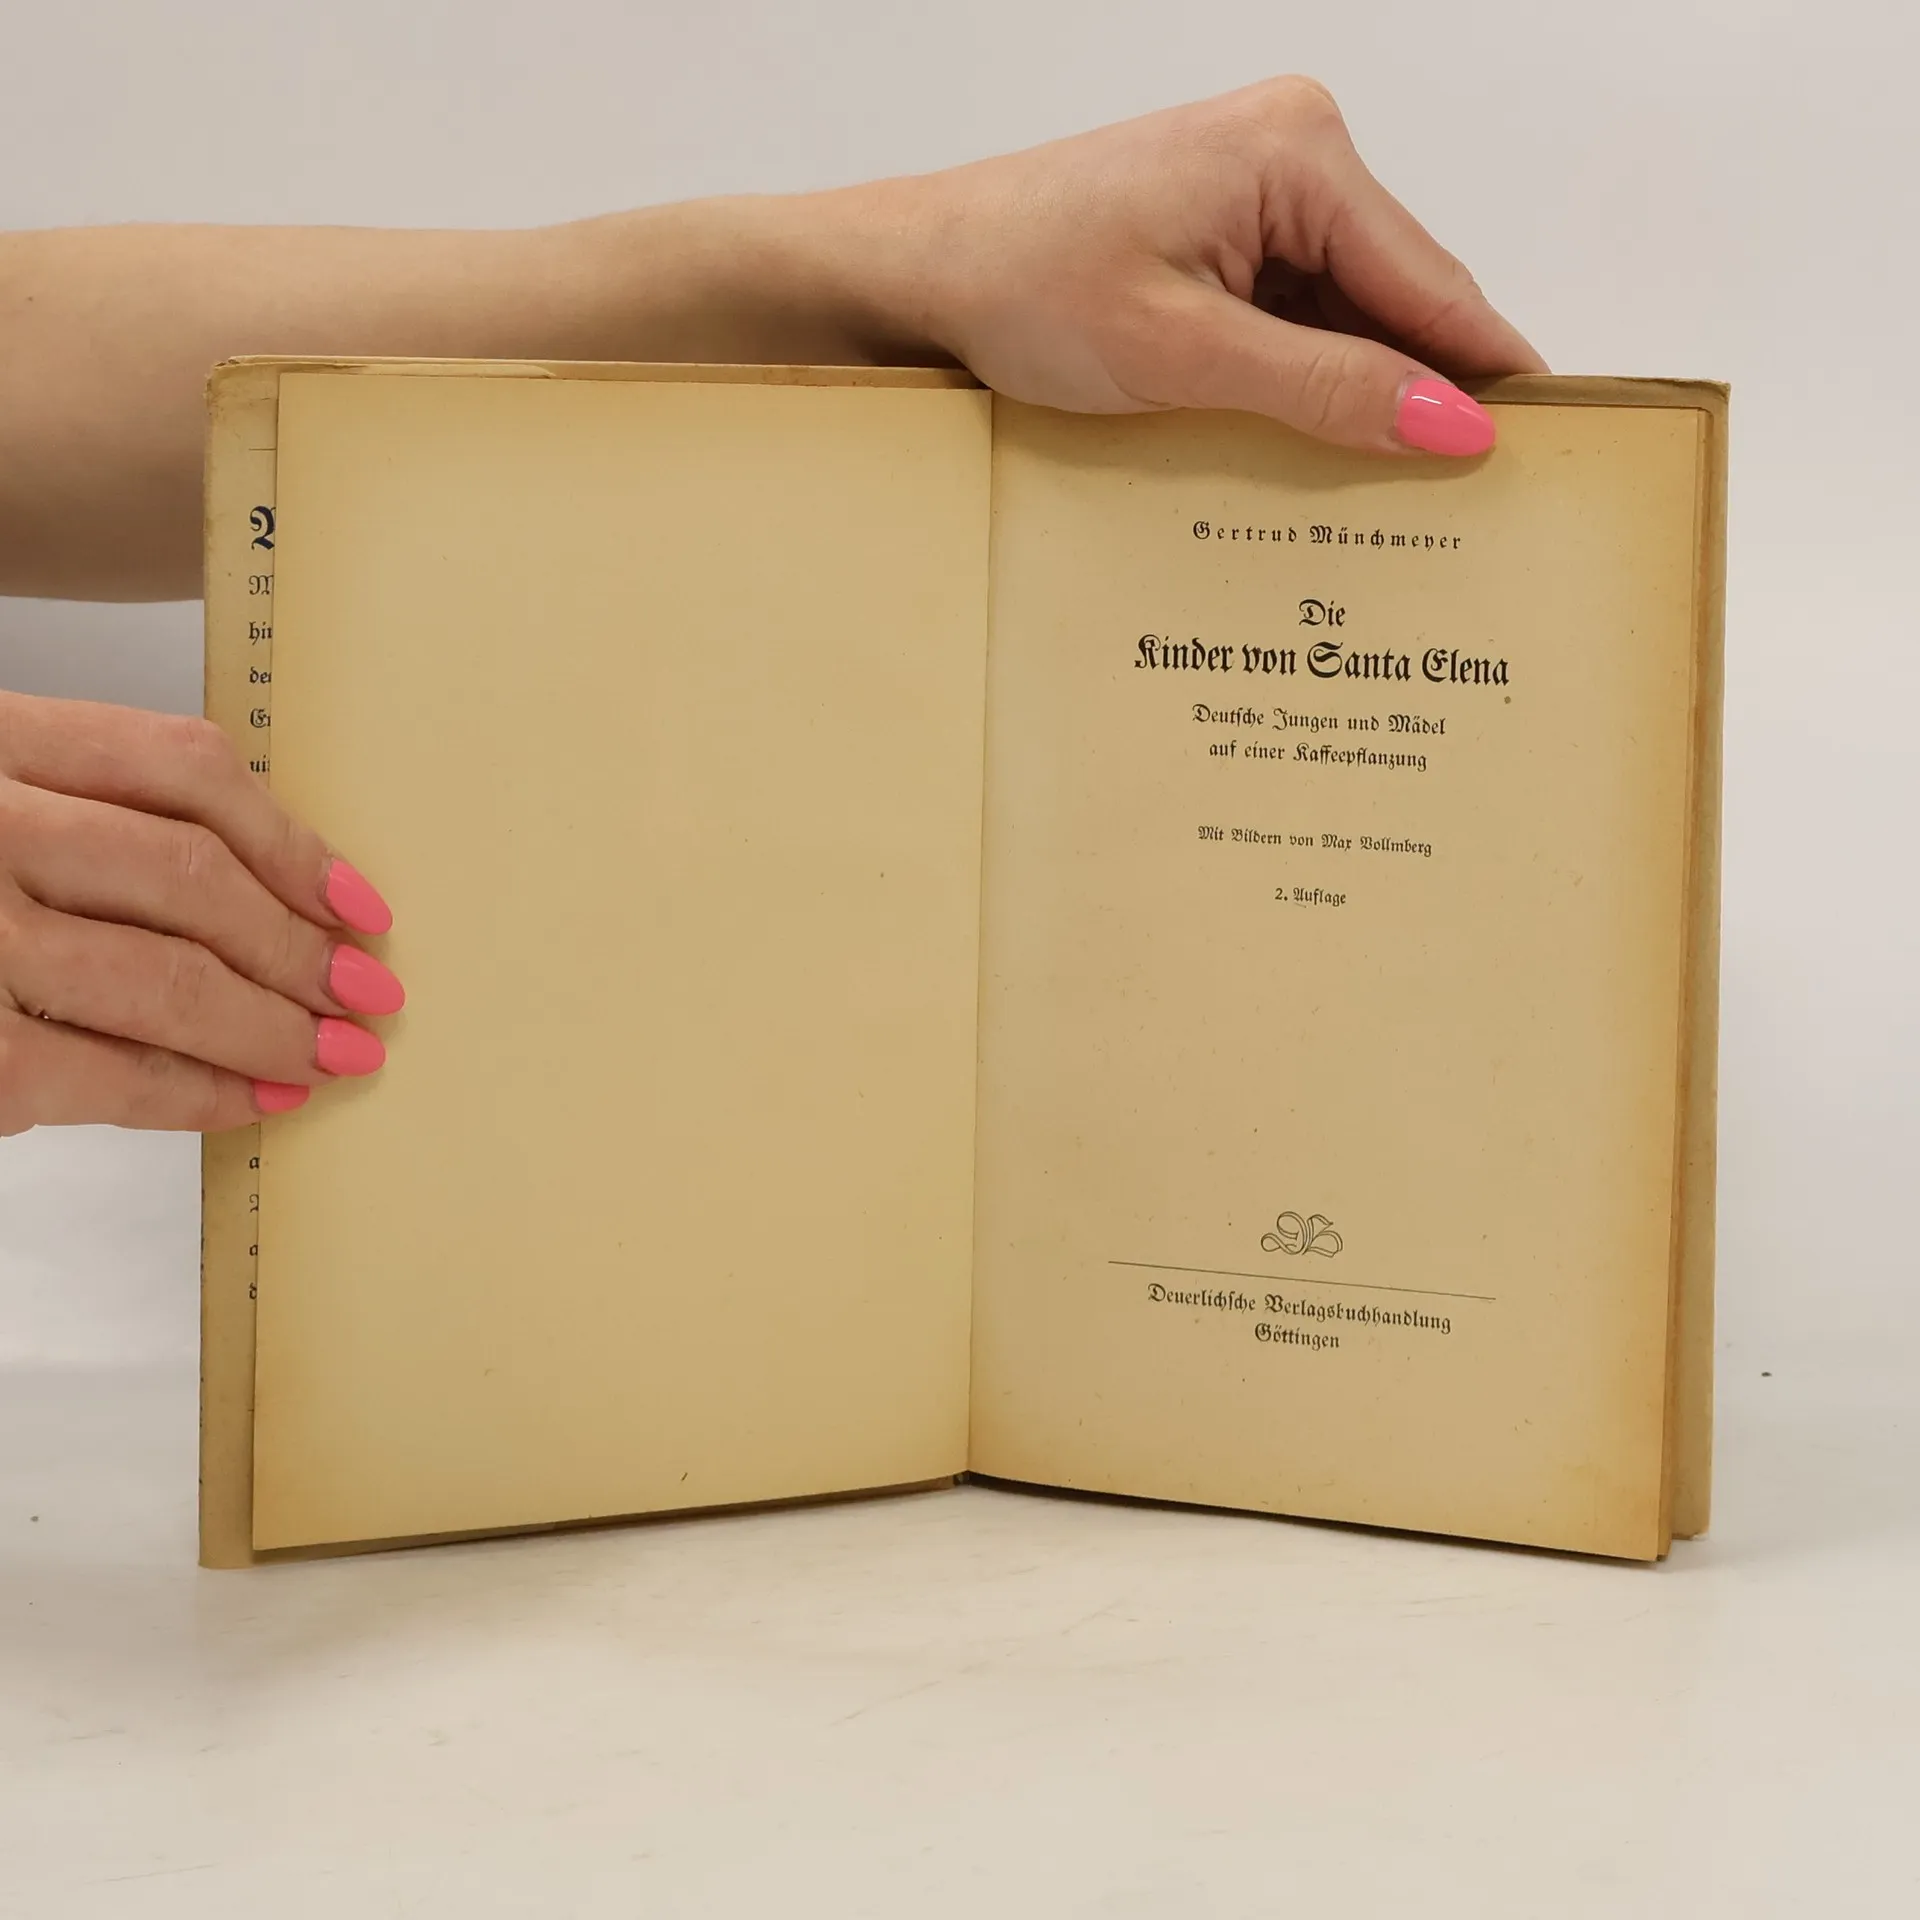 Gertrud Münchmeyer
Die
Kinder von Santa Elena
Deutsche Jungen und Mädel
auf einer Kaffeepflanzung
Mit Bildern von Max Vollmberg
2. Auflage
Deuerlichsche Verlagsbuchhandlung
Göttingen